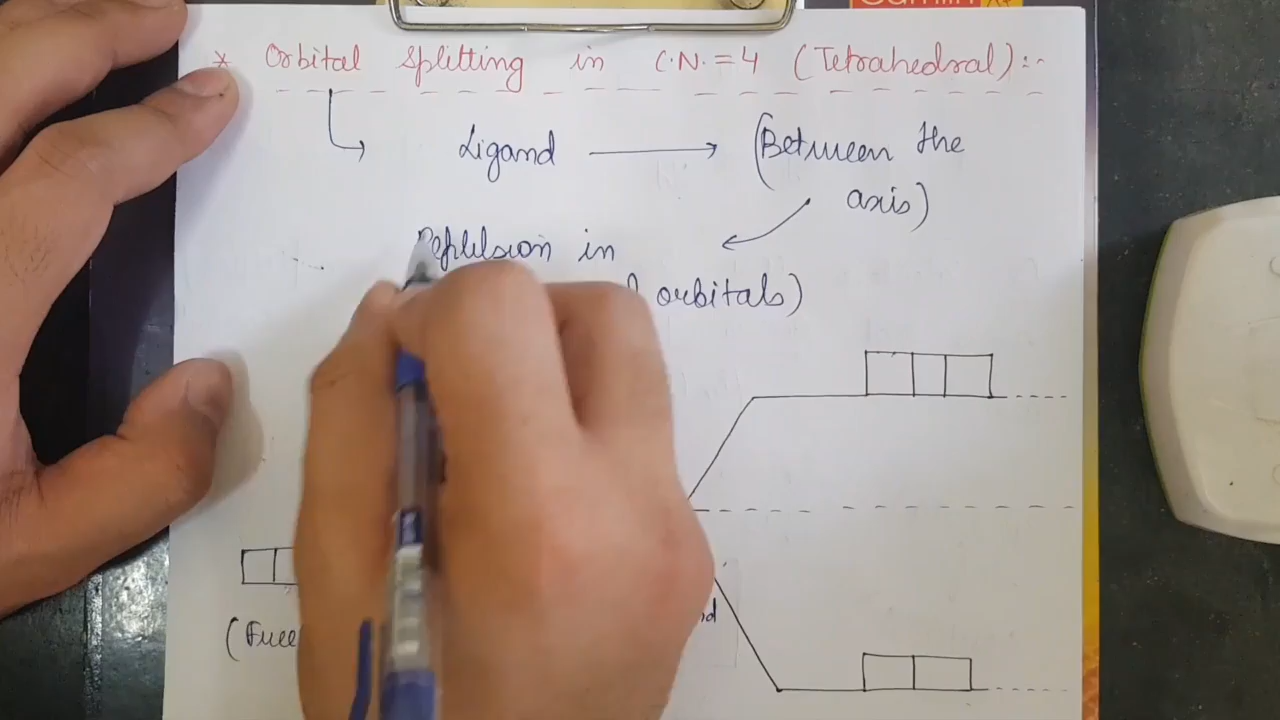 * Orbital splitting in C.N. = 4 (Tetrahedral):-
Ligand → (Between the
axis)
Repulsion in
orbitals)